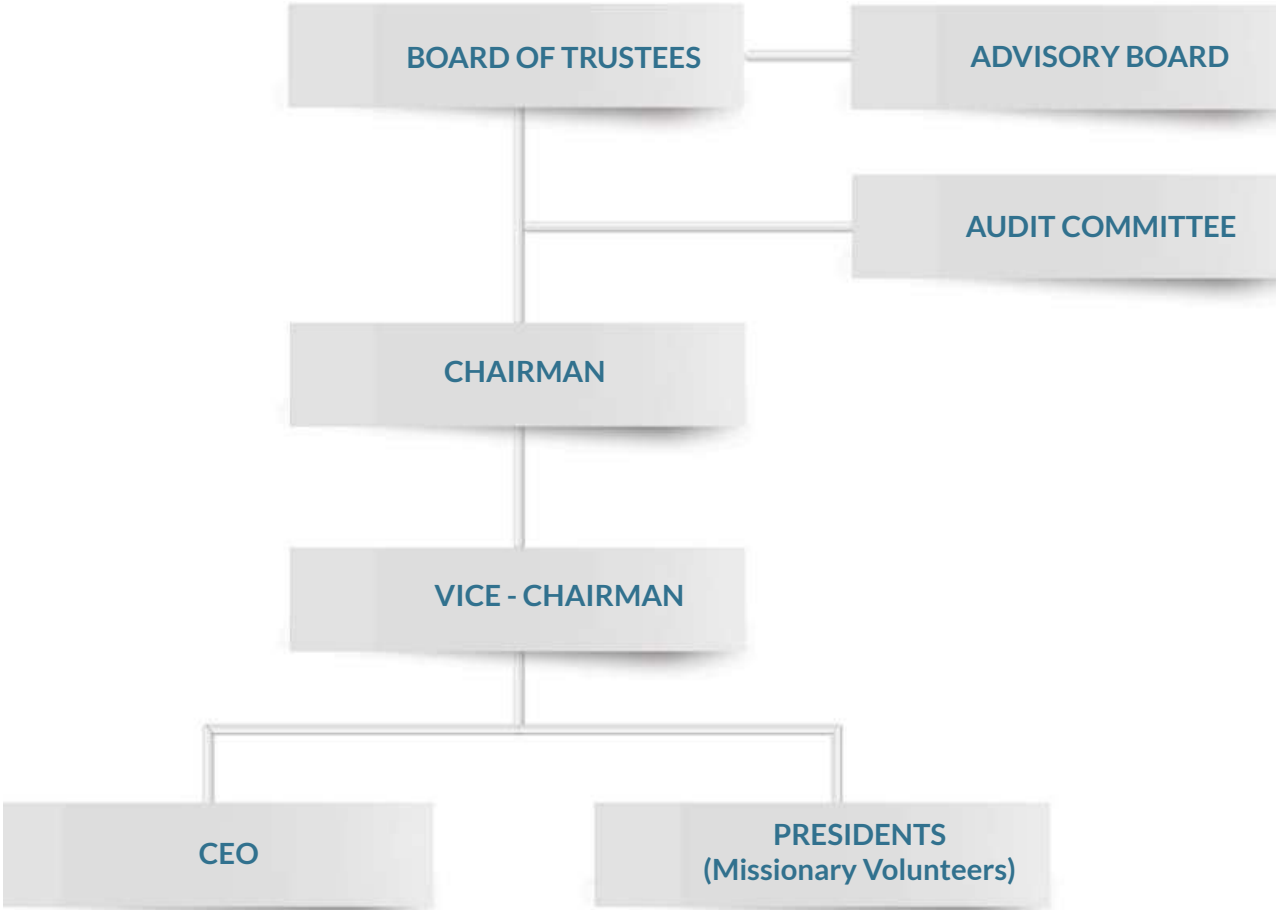 BOARD OF TRUSTEES
ADVISORY BOARD
AUDIT COMMITTEE
CHAIRMAN
VICE - CHAIRMAN
CEO
PRESIDENTS
(Missionary Volunteers)